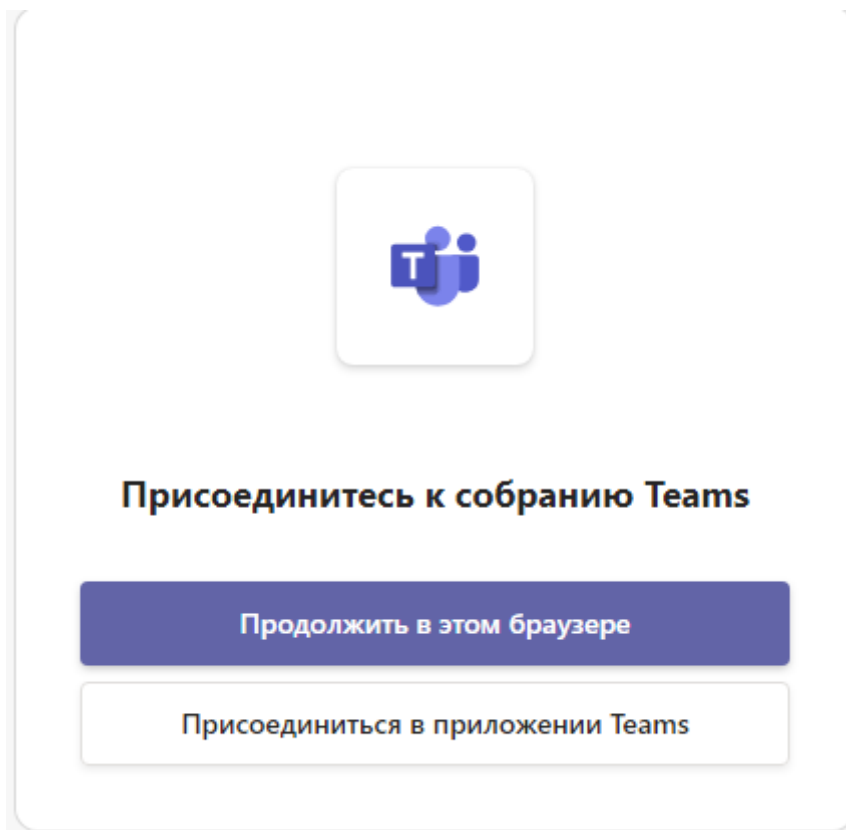 T
Присоединитесь к собранию Teams
Продолжить в этом браузере
Присоединиться в приложении Teams